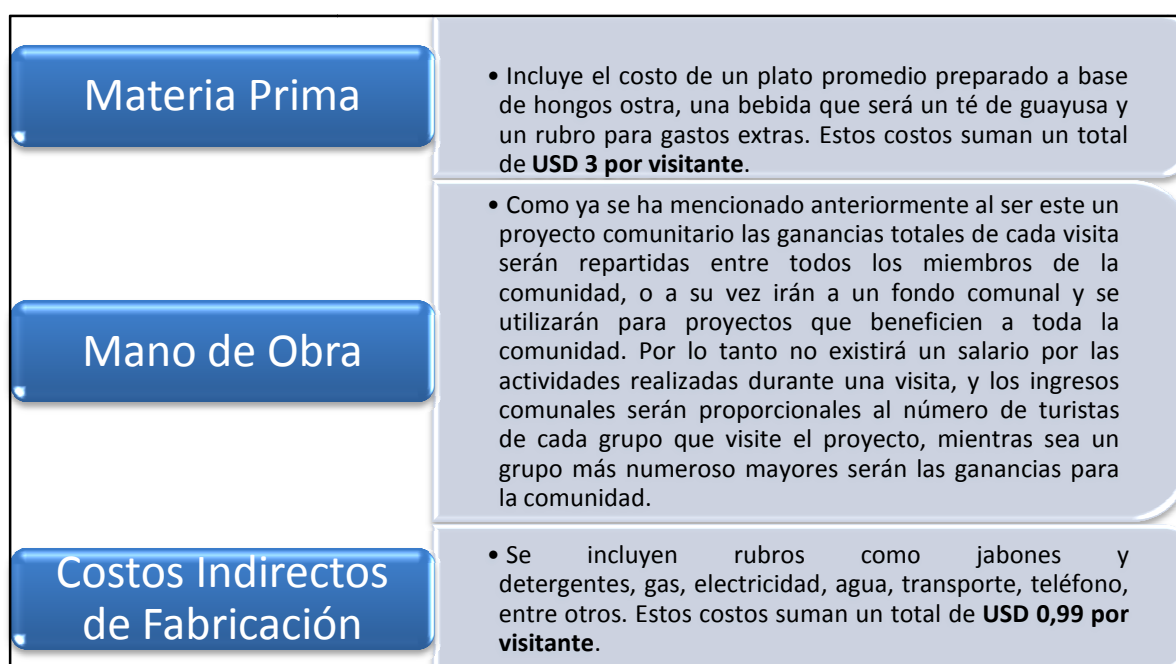 Materia Prima
• Incluye el costo de un plato promedio preparado a base
de hongos ostra, una bebida que será un té de guayusa y
un rubro para gastos extras. Estos costos suman un total
de USD 3 por visitante.
Mano de Obra
• Como ya se ha mencionado anteriormente al ser este un
proyecto comunitario las ganancias totales de cada visita
serán repartidas entre todos los miembros de la
comunidad, o a su vez irán a un fondo comunal y se
utilizarán para proyectos que beneficien a toda la
comunidad. Por lo tanto no existirá un salario por las
actividades realizadas durante una visita, y los ingresos
comunales serán proporcionales al número de turistas
de cada grupo que visite el proyecto, mientras sea un
grupo más numeroso mayores serán las ganancias para
la comunidad.
Costos Indirectos
de Fabricación
• Se incluyen rubros como jabones y
detergentes, gas, electricidad, agua, transporte, teléfono,
entre otros. Estos costos suman un total de USD 0,99 por
visitante.